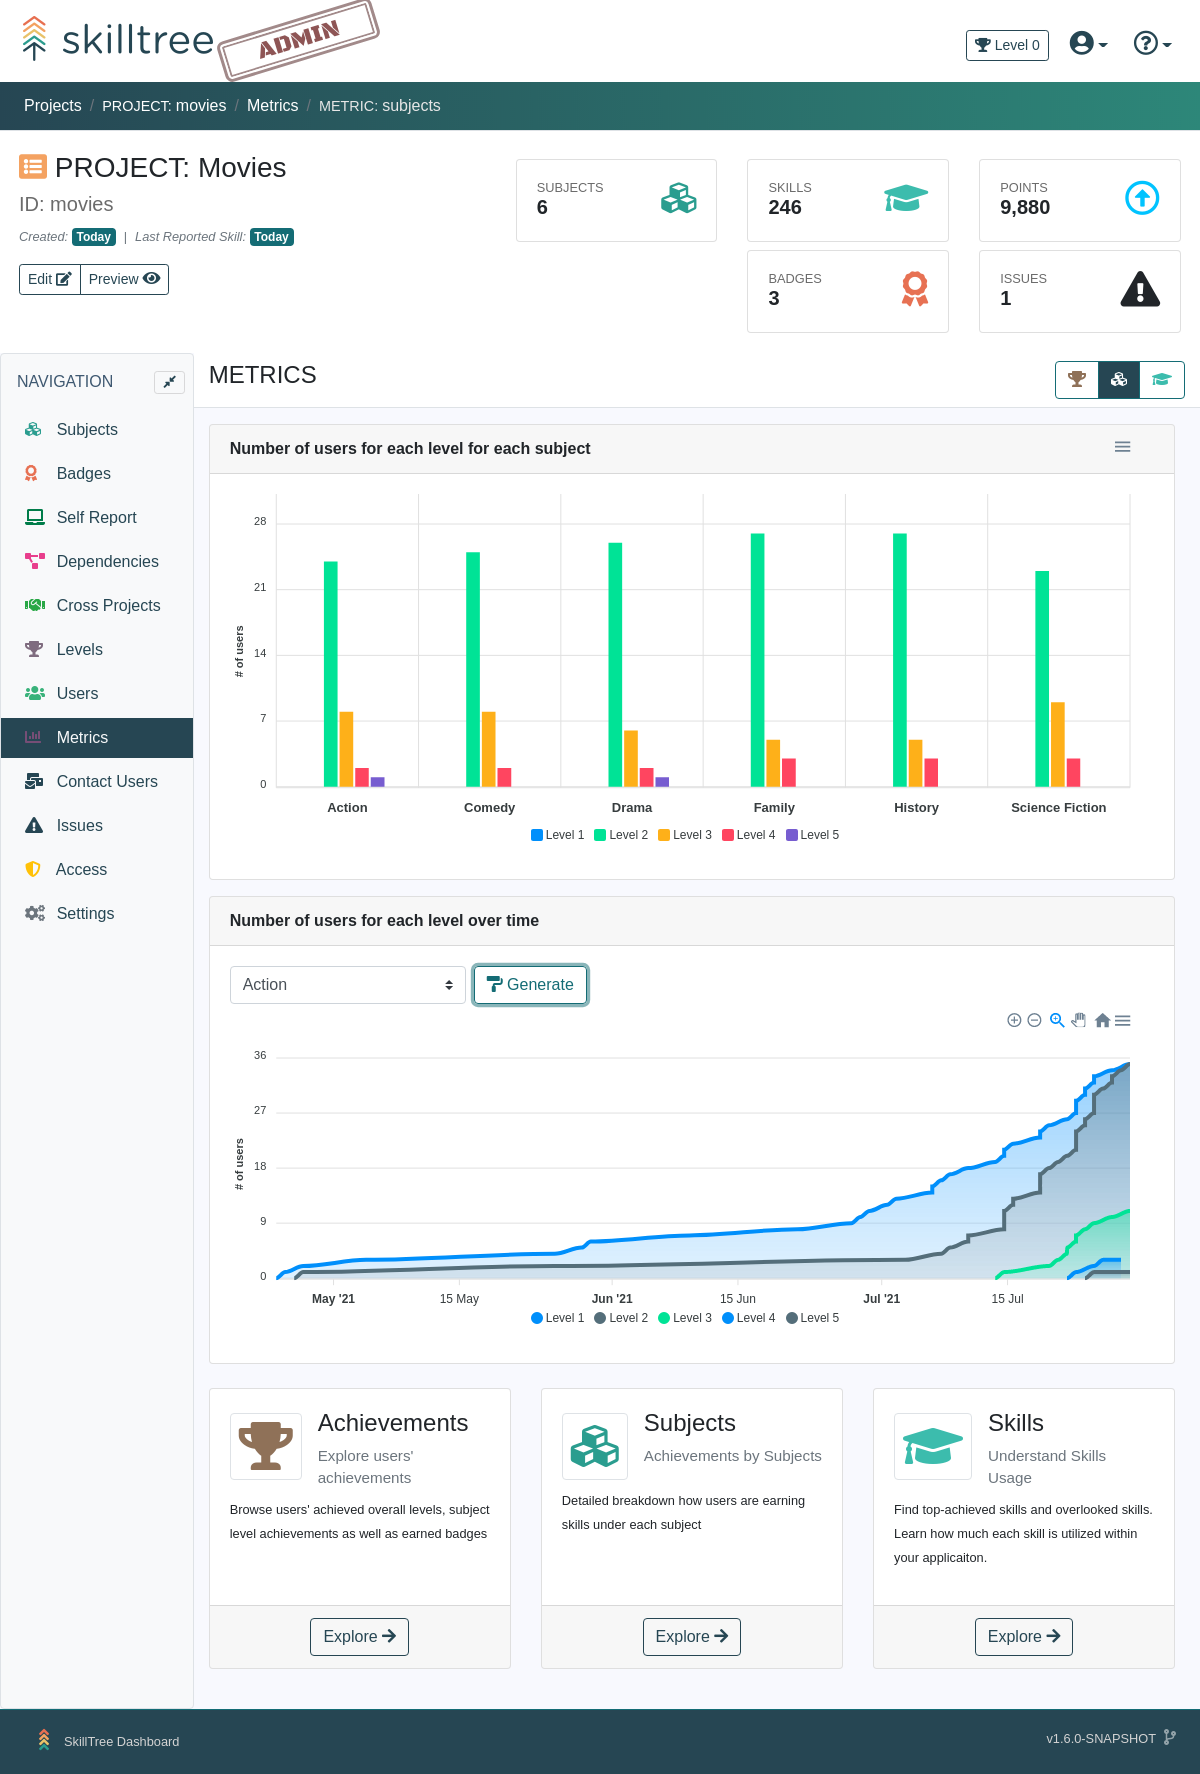 skilltree
ADMIN
Level 0
Projects / PROJECT: movies / Metrics / METRIC: subjects
PROJECT: Movies
ID: movies
Created: Today | Last Reported Skill: Today
Edit Preview
SUBJECTS
6
SKILLS
246
POINTS
9,880
BADGES
3
ISSUES
1
NAVIGATION
Subjects
Badges
Self Report
Dependencies
Cross Projects
Levels
Users
Metrics
Contact Users
Issues
Access
Settings
METRICS
Number of users for each level for each subject
# of users
28
21
14
7
0
Action Comedy Drama Family History Science Fiction
Level 1 Level 2 Level 3 Level 4 Level 5
Number of users for each level over time
Action Generate
# of users
36
27
18
9
0
May '21 15 May Jun '21 15 Jun Jul '21 15 Jul
Level 1 Level 2 Level 3 Level 4 Level 5
Achievements
Explore users'
achievements
Browse users' achieved overall levels, subject
level achievements as well as earned badges
Explore
Subjects
Achievements by Subjects
Detailed breakdown how users are earning
skills under each subject
Explore
Skills
Understand Skills
Usage
Find top-achieved skills and overlooked skills.
Learn how much each skill is utilized within
your applicaiton.
Explore
SkillTree Dashboard
v1.6.0-SNAPSHOT